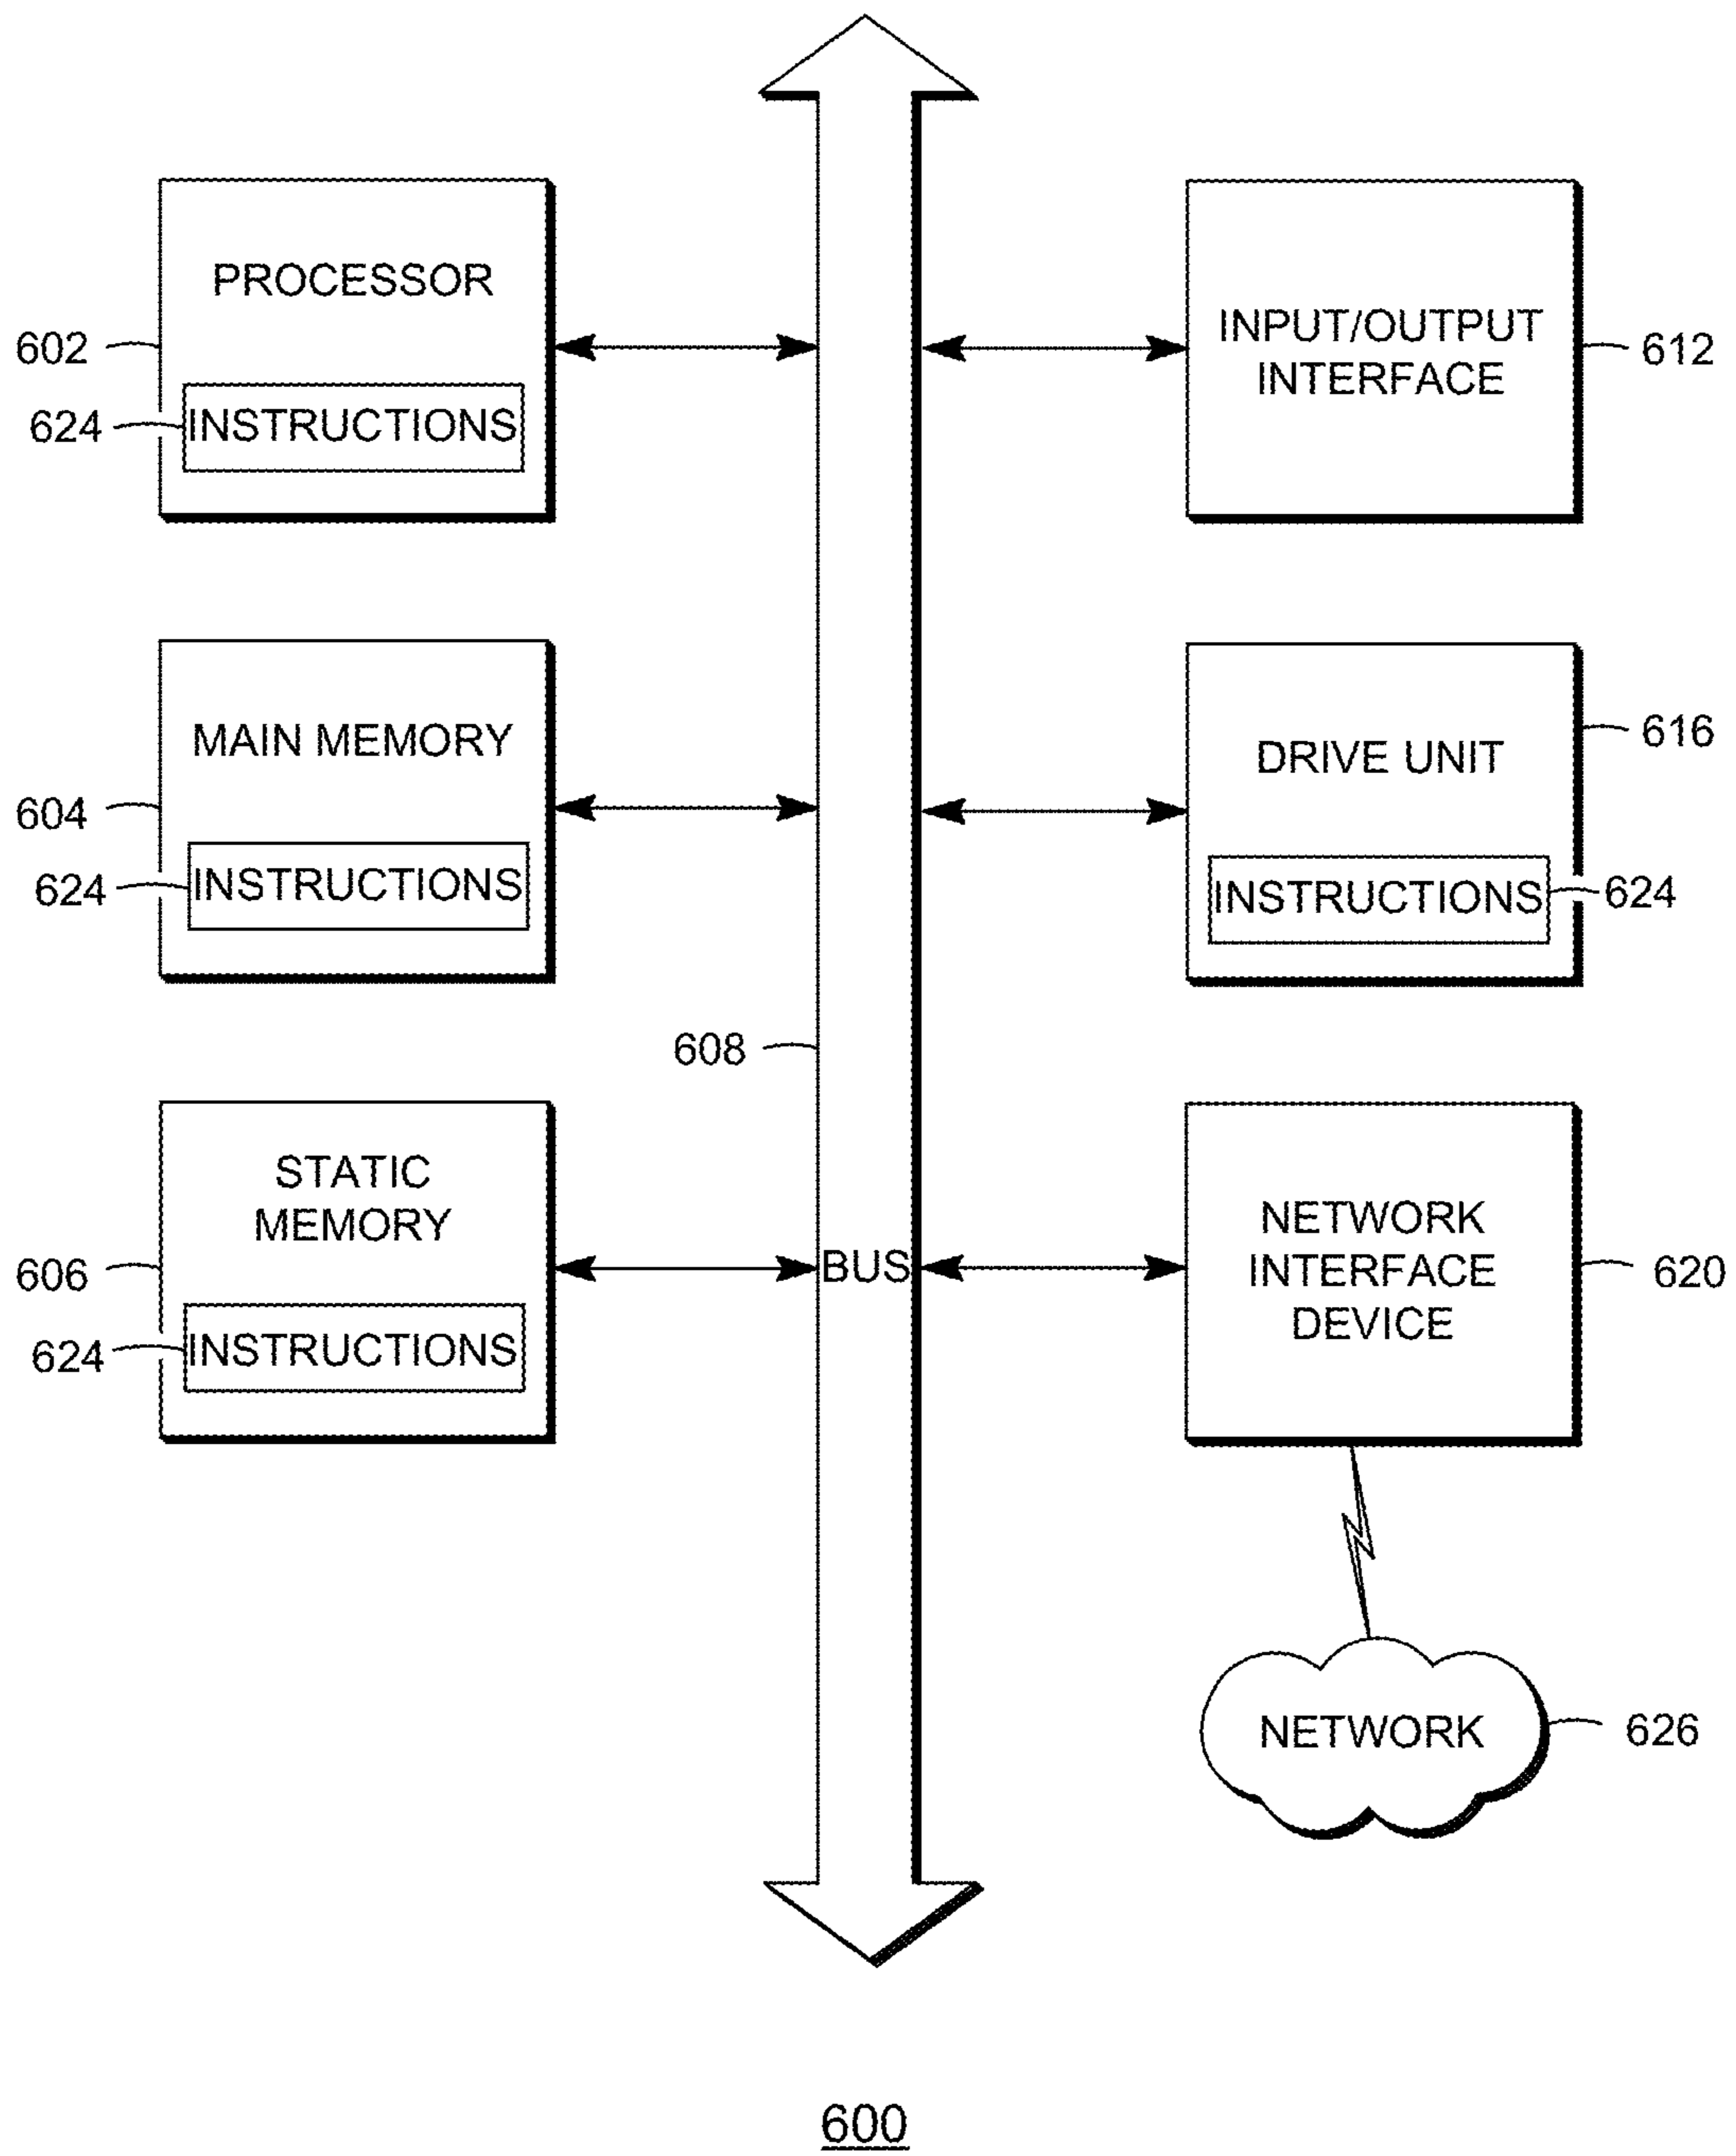 PROCESSOR
602
624
INSTRUCTIONS
INPUT/OUTPUT
INTERFACE
612
MAIN MEMORY
604
624
INSTRUCTIONS
DRIVE UNIT
616
INSTRUCTIONS
624
608
STATIC
MEMORY
606
624
INSTRUCTIONS
BUS
NETWORK
INTERFACE
DEVICE
620
NETWORK
626
600